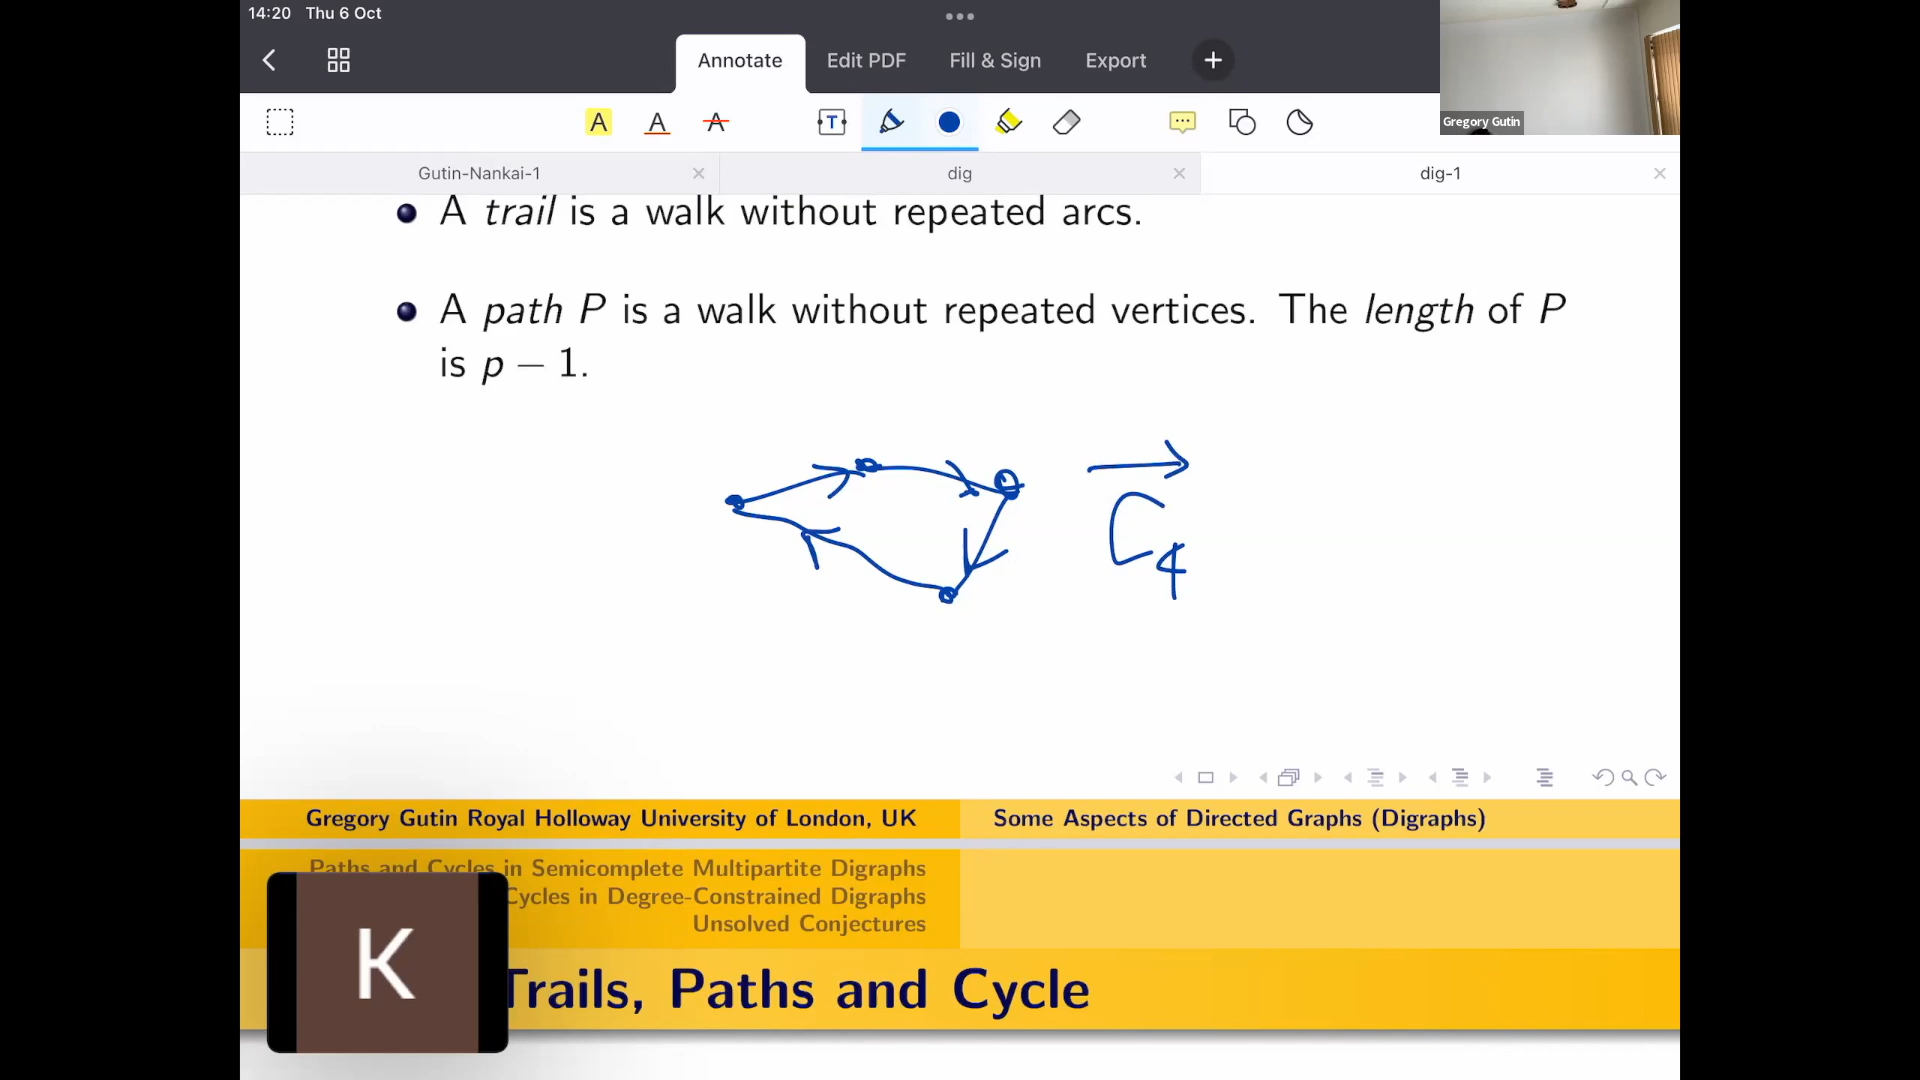 14:20 Thu 6 Oct
Annotate Edit PDF Fill & Sign Export
Gregory Gutin
A A A T
Gutin-Nankai-1 dig dig-1
A trail is a walk without repeated arcs.
A path P is a walk without repeated vertices. The length of P
is p − 1.
C4
Gregory Gutin Royal Holloway University of London, UK Some Aspects of Directed Graphs (Digraphs)
Paths and Cycles in Semicomplete Multipartite Digraphs
Cycles in Degree-Constrained Digraphs
Unsolved Conjectures
K
Trails, Paths and Cycle